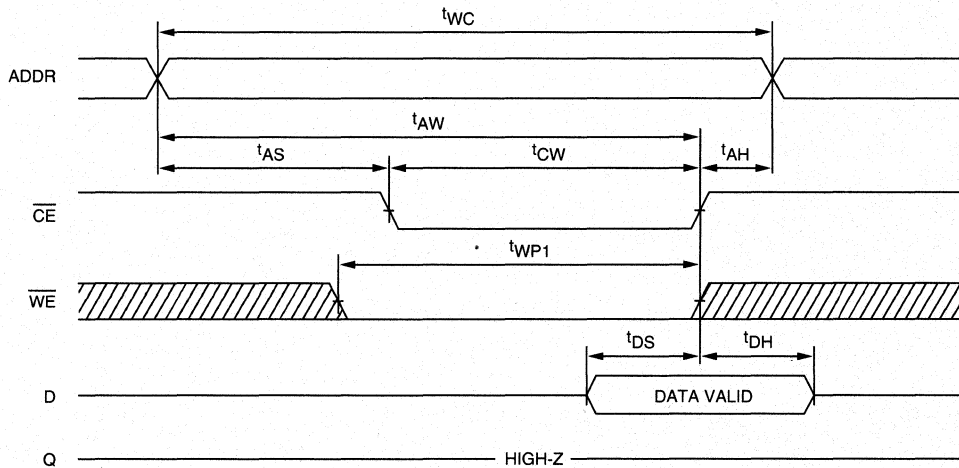 tWC
ADDR
tAW
tAS
tCW
tAH
CE
tWP1
WE
tDS
tDH
D
DATA VALID
Q
HIGH-Z